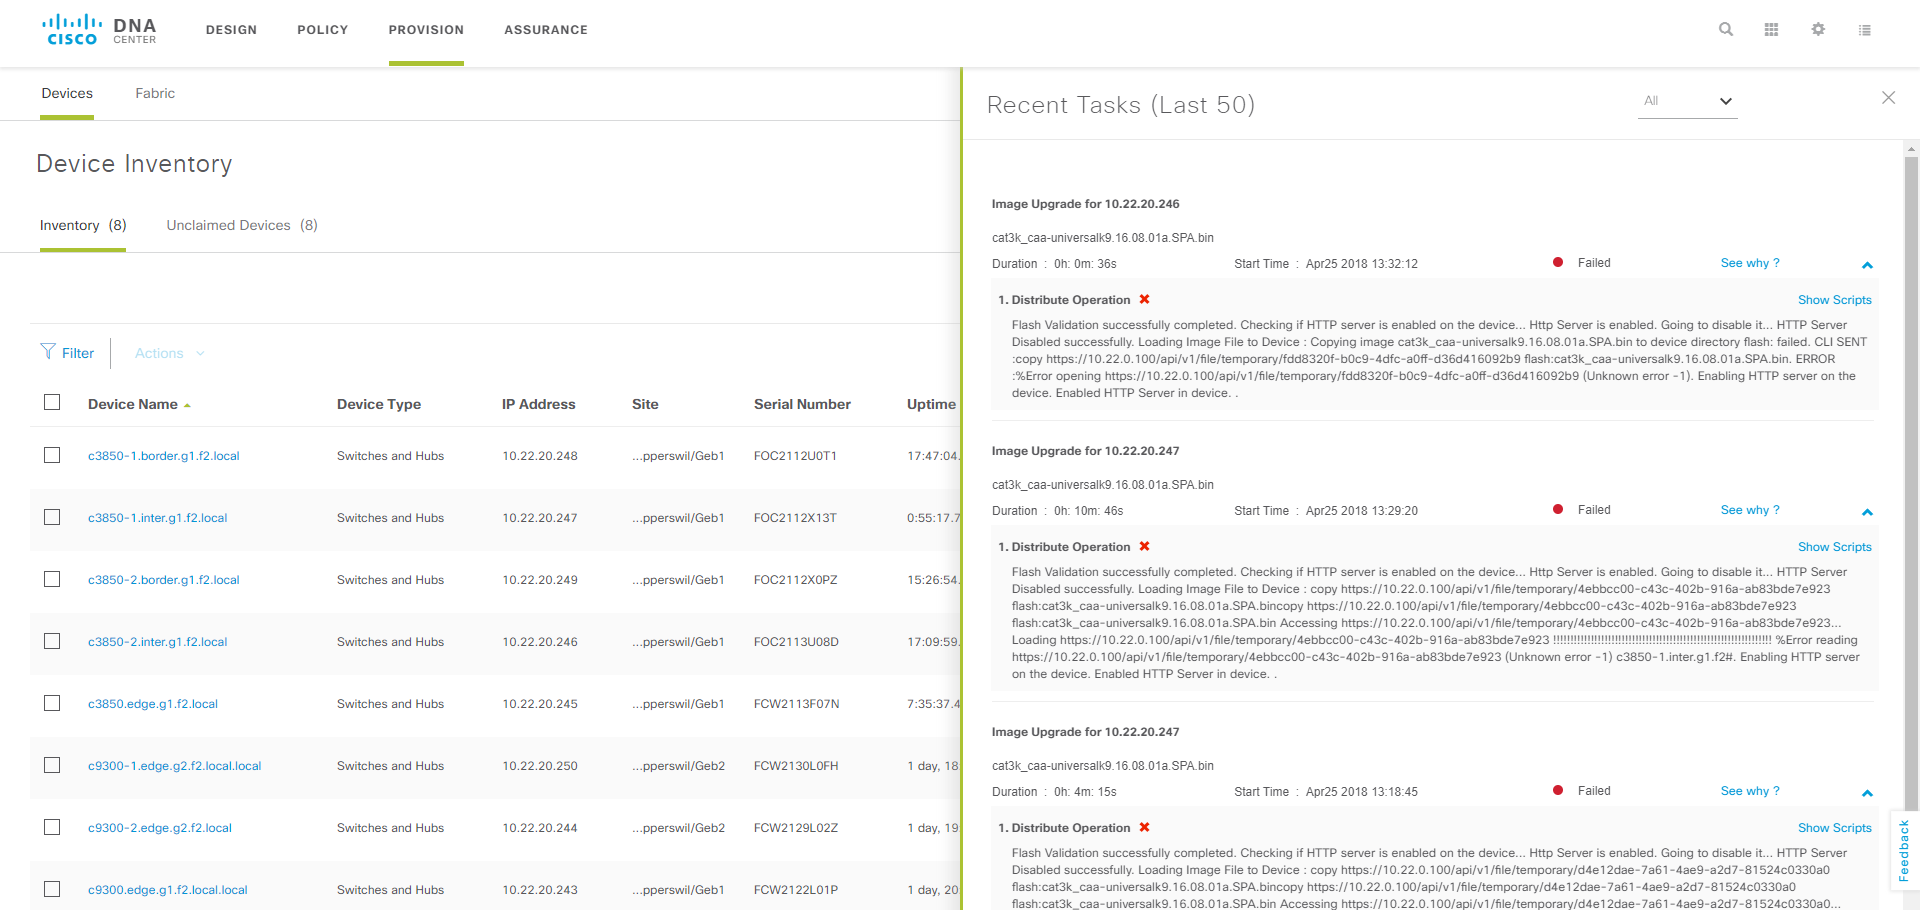 CISCO DNA CENTER
DESIGN POLICY PROVISION ASSURANCE
Devices Fabric
Device Inventory
Inventory (8) Unclaimed Devices (8)
Filter Actions
Device Name Device Type IP Address Site Serial Number Uptime
c3850-1.border.g1.f2.local Switches and Hubs 10.22.20.248 ...pperswil/Geb1 FOC2112U0T1 17:47:04.
c3850-1.inter.g1.f2.local Switches and Hubs 10.22.20.247 ...pperswil/Geb1 FOC2112X13T 0:55:17.7
c3850-2.border.g1.f2.local Switches and Hubs 10.22.20.249 ...pperswil/Geb1 FOC2112X0PZ 15:26:54.
c3850-2.inter.g1.f2.local Switches and Hubs 10.22.20.246 ...pperswil/Geb1 FOC2113U08D 17:09:59.
c3850.edge.g1.f2.local Switches and Hubs 10.22.20.245 ...pperswil/Geb1 FCW2113F07N 7:35:37.4
c9300-1.edge.g2.f2.local.local Switches and Hubs 10.22.20.250 ...pperswil/Geb2 FCW2130L0FH 1 day, 18
c9300-2.edge.g2.f2.local Switches and Hubs 10.22.20.244 ...pperswil/Geb2 FCW2129L02Z 1 day, 19
c9300.edge.g1.f2.local.local Switches and Hubs 10.22.20.243 ...pperswil/Geb1 FCW2122L01P 1 day, 20
Recent Tasks (Last 50) All
Image Upgrade for 10.22.20.246
cat3k_caa-universalk9.16.08.01a.SPA.bin
Duration : 0h: 0m: 36s Start Time : Apr25 2018 13:32:12 Failed See why ?
1. Distribute Operation Show Scripts
Flash Validation successfully completed. Checking if HTTP server is enabled on the device... Http Server is enabled. Going to disable it... HTTP Server
Disabled successfully. Loading Image File to Device : Copying image cat3k_caa-universalk9.16.08.01a.SPA.bin to device directory flash: failed. CLI SENT
:copy https://10.22.0.100/api/v1/file/temporary/fdd8320f-b0c9-4dfc-a0ff-d36d416092b9 flash:cat3k_caa-universalk9.16.08.01a.SPA.bin. ERROR
:%Error opening https://10.22.0.100/api/v1/file/temporary/fdd8320f-b0c9-4dfc-a0ff-d36d416092b9 (Unknown error -1). Enabling HTTP server on the
device. Enabled HTTP Server in device. .
Image Upgrade for 10.22.20.247
cat3k_caa-universalk9.16.08.01a.SPA.bin
Duration : 0h: 10m: 46s Start Time : Apr25 2018 13:29:20 Failed See why ?
1. Distribute Operation Show Scripts
Flash Validation successfully completed. Checking if HTTP server is enabled on the device... Http Server is enabled. Going to disable it... HTTP Server
Disabled successfully. Loading Image File to Device : copy https://10.22.0.100/api/v1/file/temporary/4ebbcc00-c43c-402b-916a-ab83bde7e923
flash:cat3k_caa-universalk9.16.08.01a.SPA.bincopy https://10.22.0.100/api/v1/file/temporary/4ebbcc00-c43c-402b-916a-ab83bde7e923
flash:cat3k_caa-universalk9.16.08.01a.SPA.bin Accessing https://10.22.0.100/api/v1/file/temporary/4ebbcc00-c43c-402b-916a-ab83bde7e923...
Loading https://10.22.0.100/api/v1/file/temporary/4ebbcc00-c43c-402b-916a-ab83bde7e923 !!!!!!!!!!!!!!!!!!!!!!!!!!!!!!!!!!!!!!!!!!!!!!!!!!!!!!!!!!!!!!!! %Error reading
https://10.22.0.100/api/v1/file/temporary/4ebbcc00-c43c-402b-916a-ab83bde7e923 (Unknown error -1) c3850-1.inter.g1.f2#. Enabling HTTP server
on the device. Enabled HTTP Server in device. .
Image Upgrade for 10.22.20.247
cat3k_caa-universalk9.16.08.01a.SPA.bin
Duration : 0h: 4m: 15s Start Time : Apr25 2018 13:18:45 Failed See why ?
1. Distribute Operation Show Scripts
Flash Validation successfully completed. Checking if HTTP server is enabled on the device... Http Server is enabled. Going to disable it... HTTP Server
Disabled successfully. Loading Image File to Device : copy https://10.22.0.100/api/v1/file/temporary/d4e12dae-7a61-4ae9-a2d7-81524c0330a0
flash:cat3k_caa-universalk9.16.08.01a.SPA.bincopy https://10.22.0.100/api/v1/file/temporary/d4e12dae-7a61-4ae9-a2d7-81524c0330a0
flash:cat3k_caa-universalk9.16.08.01a.SPA.bin Accessing https://10.22.0.100/api/v1/file/temporary/d4e12dae-7a61-4ae9-a2d7-81524c0330a0...
Feedback